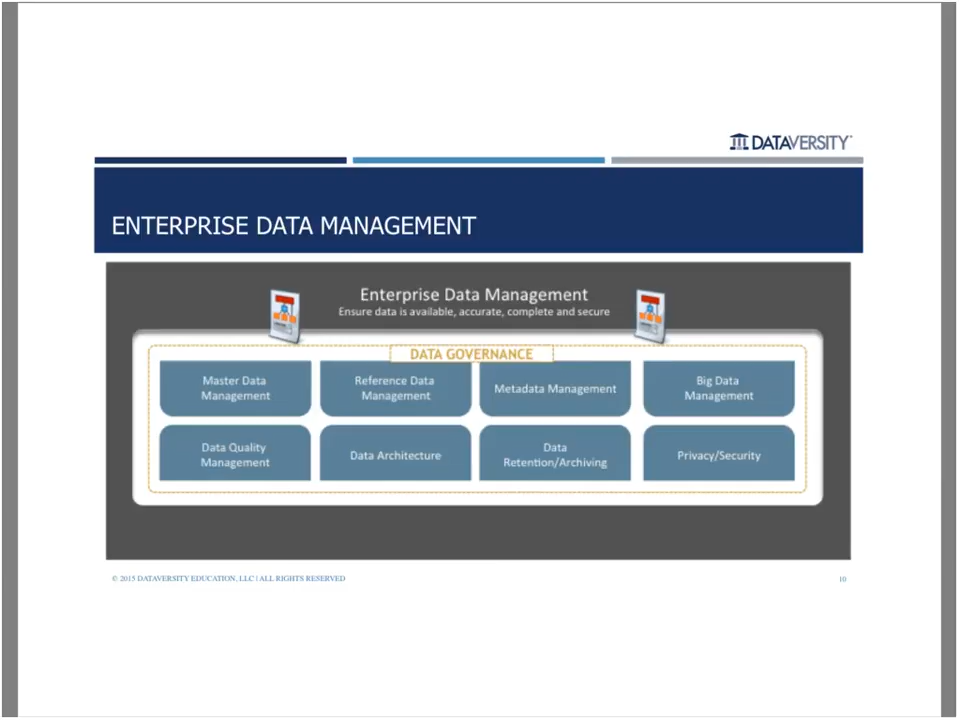 DATAVERSITY
ENTERPRISE DATA MANAGEMENT
Enterprise Data Management
Ensure data is available, accurate, complete and secure
DATA GOVERNANCE
Master Data
Management
Reference Data
Management
Metadata Management
Big Data
Management
Data Quality
Management
Data Architecture
Data
Retention/Archiving
Privacy/Security
© 2015 DATAVERSITY EDUCATION, LLC | ALL RIGHTS RESERVED
10